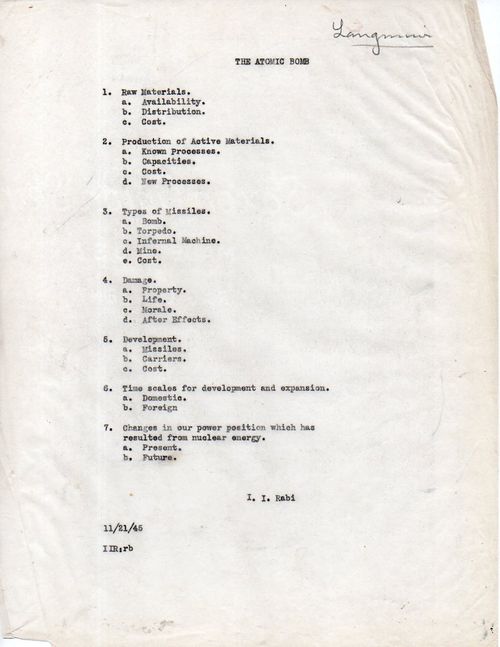 Langmuir
THE ATOMIC BOMB
1. Raw Materials.
a. Availability.
b. Distribution.
c. Cost.
2. Production of Active Materials.
a. Known Processes.
b. Capacities.
c. Cost.
d. New Processes.
3. Types of Missiles.
a. Bomb.
b. Torpedo.
c. Infernal Machine.
d. Mine.
e. Cost.
4. Damage.
a. Property.
b. Life.
c. Morale.
d. After Effects.
5. Development.
a. Missiles.
b. Carriers.
c. Cost.
6. Time scales for development and expansion.
a. Domestic.
b. Foreign
7. Changes in our power position which has
resulted from nuclear energy.
a. Present.
b. Future.
I. I. Rabi
11/21/45
IIR:rb